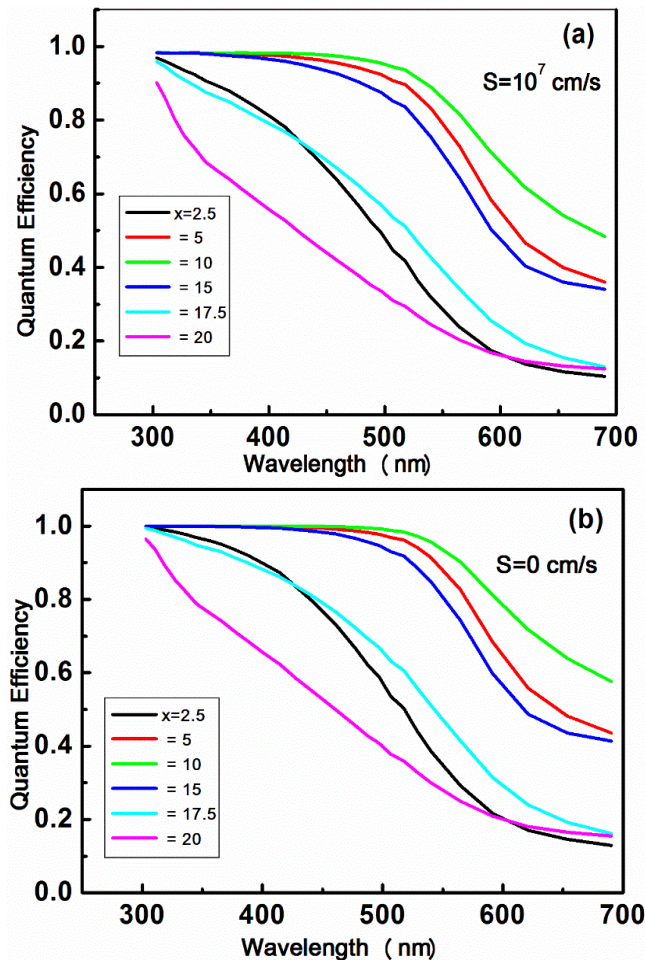 (a)
S=10⁷ cm/s
Quantum Efficiency
1.0
0.8
0.6
0.4
0.2
0.0
x=2.5
= 5
= 10
= 15
= 17.5
= 20
300 400 500 600 700
Wavelength ( nm)
(b)
S=0 cm/s
Quantum Efficiency
1.0
0.8
0.6
0.4
0.2
0.0
x=2.5
= 5
= 10
= 15
= 17.5
= 20
300 400 500 600 700
Wavelength ( nm)